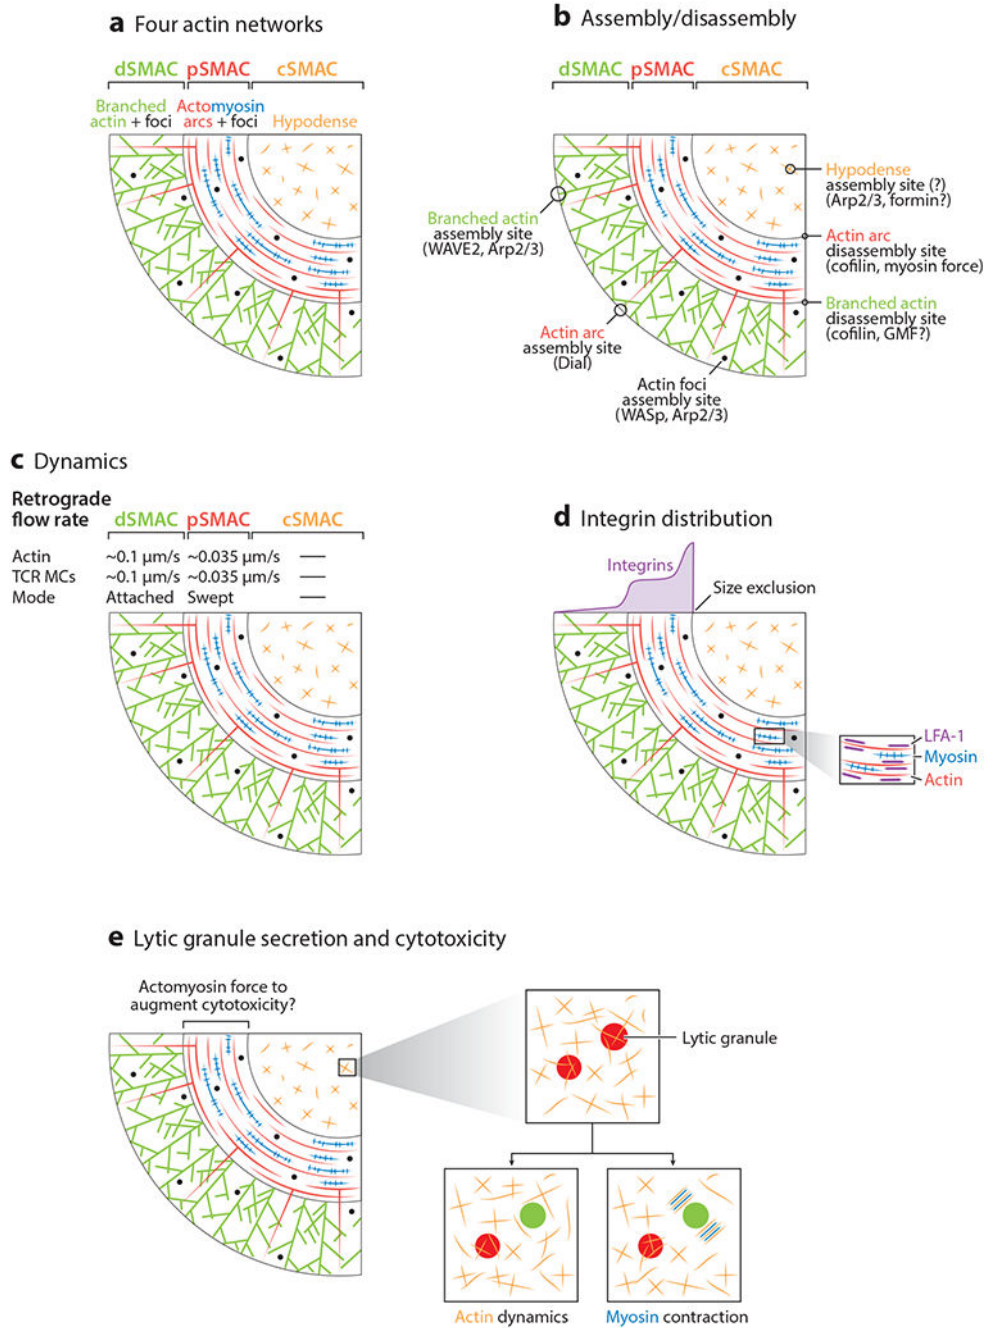 a Four actin networks
dSMAC pSMAC cSMAC
Branched
actin + foci
Actomyosin
arcs + foci
Hypodense
b Assembly/disassembly
dSMAC pSMAC cSMAC
Hypodense
assembly site (?)
(Arp2/3, formin?)
Branched actin
assembly site
(WAVE2, Arp2/3)
Actin arc
disassembly site
(cofilin, myosin force)
Branched actin
disassembly site
(cofilin, GMF?)
Actin arc
assembly site
(DiaI)
Actin foci
assembly site
(WASp, Arp2/3)
c Dynamics
Retrograde
flow rate
dSMAC pSMAC cSMAC
Actin ~0.1 μm/s ~0.035 μm/s —
TCR MCs ~0.1 μm/s ~0.035 μm/s —
Mode Attached Swept —
d Integrin distribution
Integrins
Size exclusion
LFA-1
Myosin
Actin
e Lytic granule secretion and cytotoxicity
Actomyosin force to
augment cytotoxicity?
Lytic granule
Actin dynamics
Myosin contraction